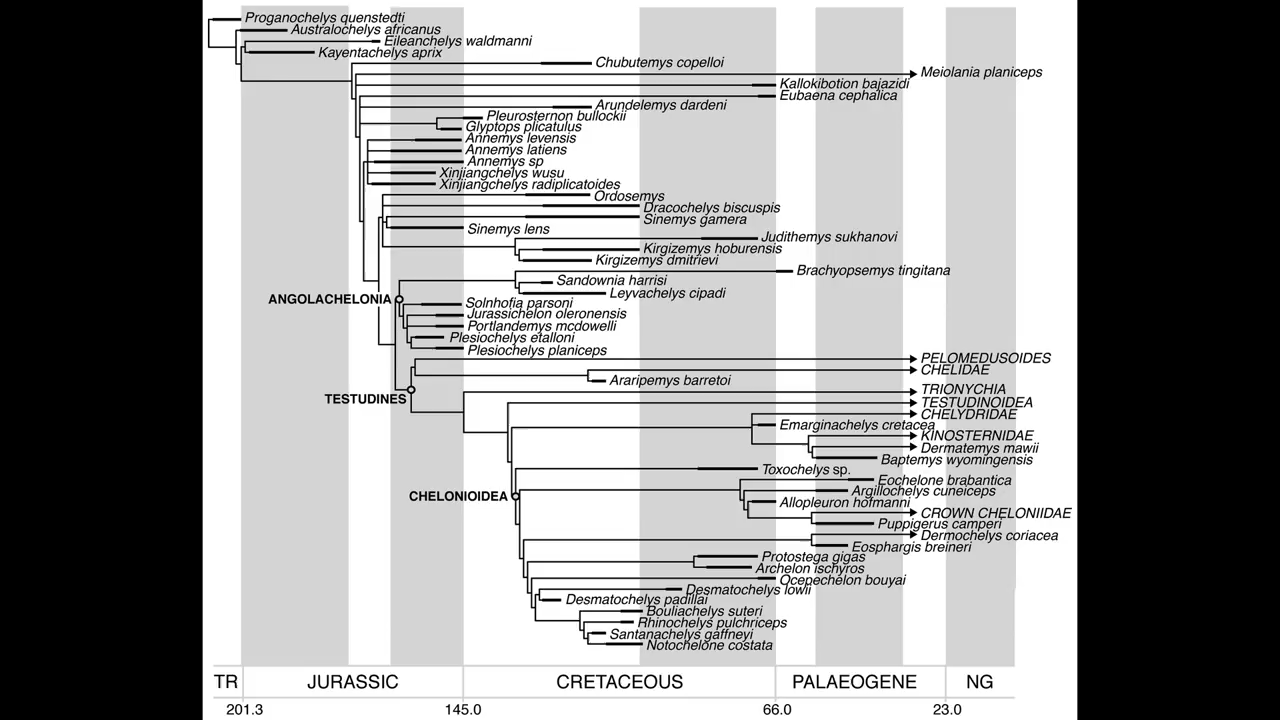 Proganochelys quenstedti
Australochelys africanus
Eileanchelys waldmanni
Kayentachelys aprix
Chubutemys copelloi
Meiolania planiceps
Kallokibotion bajazidi
Eubaena cephalica
Arundelemys dardeni
Pleurosternon bullockii
Glyptops plicatulus
Annemys levensis
Annemys latiens
Annemys sp
Xinjiangchelys wusu
Xinjiangchelys radiplicatoides
Ordosemys
Dracochelys biscuspis
Sinemys gamera
Sinemys lens
Judithemys sukhanovi
Kirgizemys hoburensis
Kirgizemys dmitrievi
Brachyopsemys tingitana
Sandownia harrisi
Leyvachelys cipadi
ANGOLACHELONIA
Solnhofia parsoni
Jurassichelon oleronensis
Portlandemys mcdowelli
Plesiochelys etalloni
Plesiochelys planiceps
PELOMEDUSOIDES
CHELIDAE
Araripemys barretoi
TRIONYCHIA
TESTUDINES
TESTUDINOIDEA
CHELYDRIDAE
Emarginachelys cretacea
KINOSTERNIDAE
Dermatemys mawii
Baptemys wyomingensis
Toxochelys sp.
Eochelone brabantica
Argillochelys cuneiceps
CHELONIOIDEA
Allopleuron hofmanni
CROWN CHELONIIDAE
Puppigerus camperi
Dermochelys coriacea
Eosphargis breineri
Protostega gigas
Archelon ischyros
Ocepechelon bouyai
Desmatochelys lowii
Desmatochelys padillai
Bouliachelys suteri
Rhinochelys pulchriceps
Santanachelys gaffneyi
Notochelone costata
TR JURASSIC CRETACEOUS PALAEOGENE NG
201.3 145.0 66.0 23.0